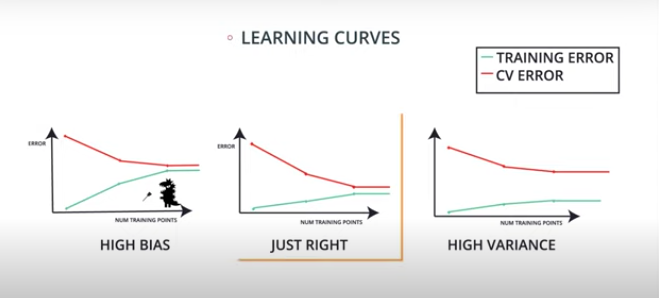 LEARNING CURVES
TRAINING ERROR
CV ERROR
ERROR
NUM TRAINING POINTS
HIGH BIAS
ERROR
NUM TRAINING POINTS
JUST RIGHT
NUM TRAINING POINTS
HIGH VARIANCE